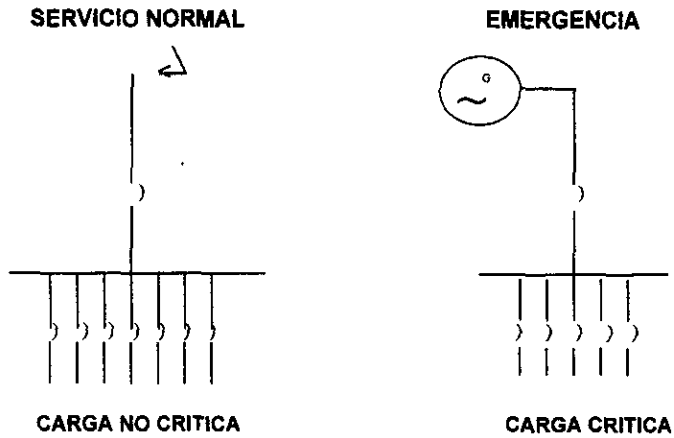 SERVICIO NORMAL
EMERGENCIA
CARGA NO CRITICA
CARGA CRITICA